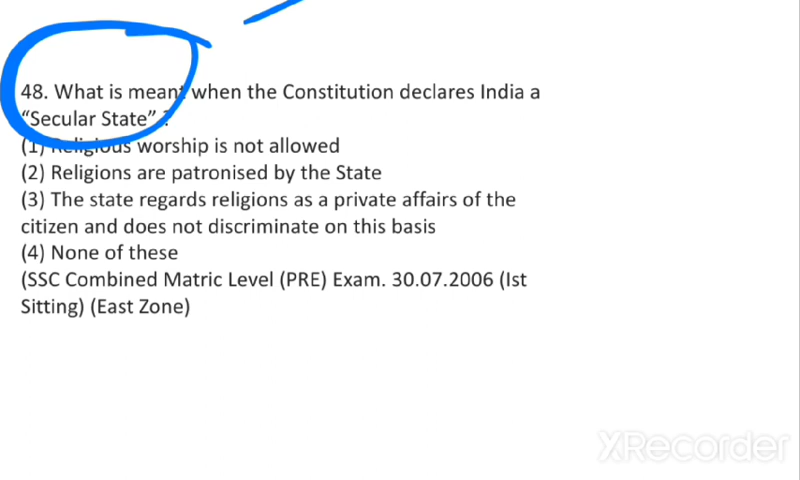 48. What is meant when the Constitution declares India a
“Secular State” ?
(1) Religious worship is not allowed
(2) Religions are patronised by the State
(3) The state regards religions as a private affairs of the
citizen and does not discriminate on this basis
(4) None of these
(SSC Combined Matric Level (PRE) Exam. 30.07.2006 (Ist
Sitting) (East Zone)
XRecorder